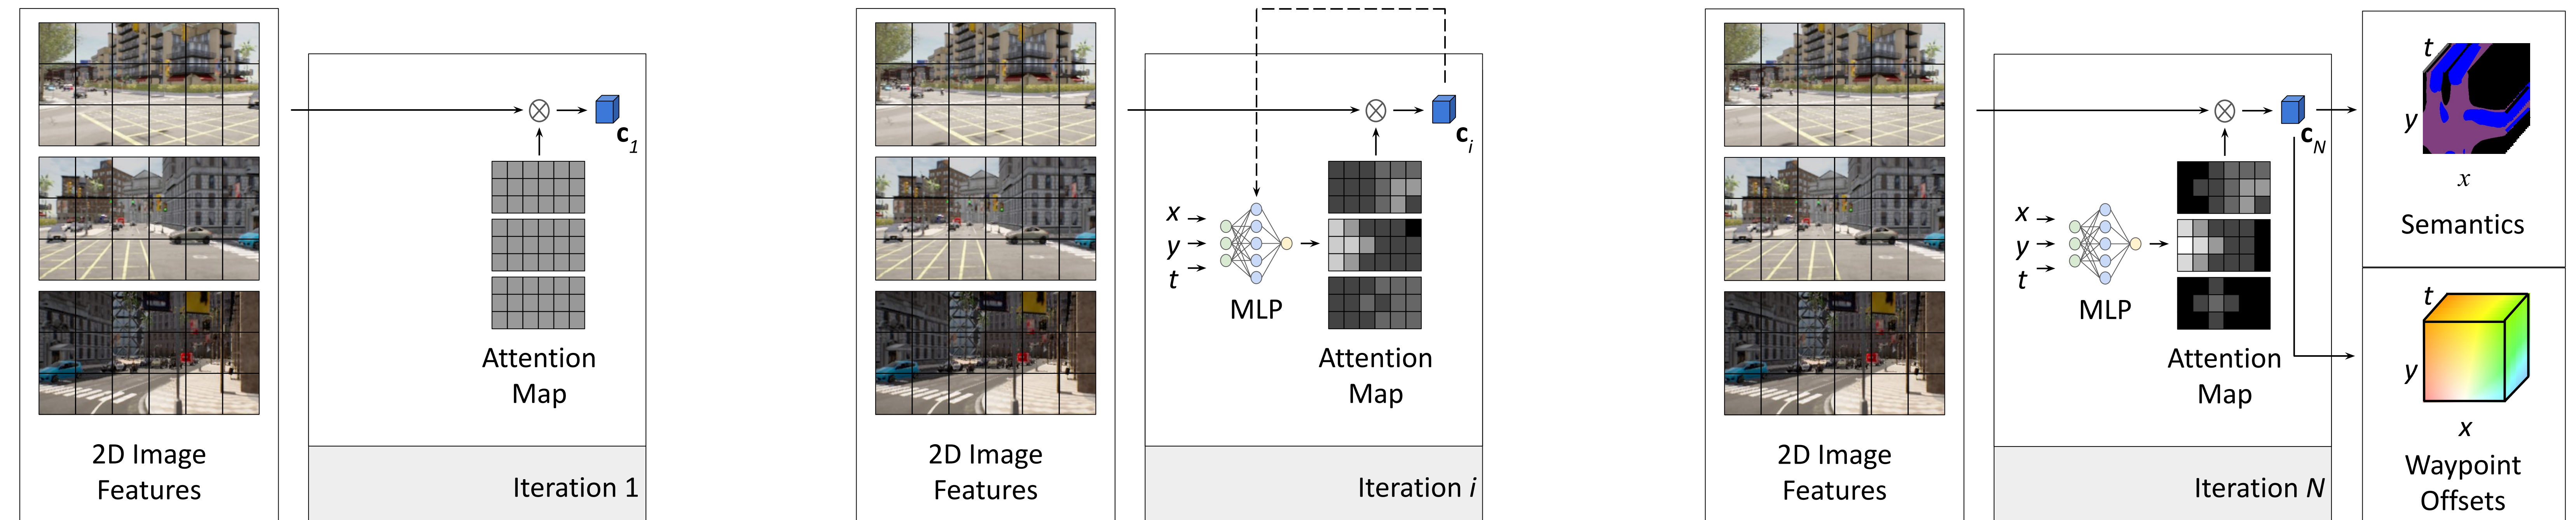 2D Image
Features
c1
Attention
Map
Iteration 1
2D Image
Features
x
y
t
MLP
ci
Attention
Map
Iteration i
2D Image
Features
x
y
t
MLP
cN
Attention
Map
Iteration N
t
y
x
Semantics
t
y
x
Waypoint
Offsets